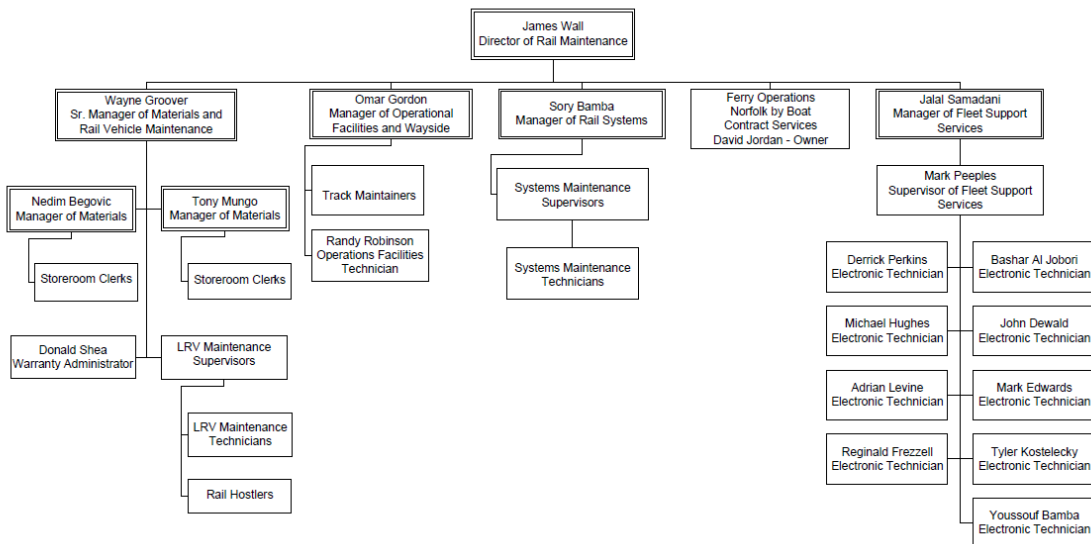 James Wall
Director of Rail Maintenance
Wayne Groover
Sr. Manager of Materials and
Rail Vehicle Maintenance
Omar Gordon
Manager of Operational
Facilities and Wayside
Sory Bamba
Manager of Rail Systems
Ferry Operations
Norfolk by Boat
Contract Services
David Jordan - Owner
Jalal Samadani
Manager of Fleet Support
Services
Nedim Begovic
Manager of Materials
Tony Mungo
Manager of Materials
Storeroom Clerks
Storeroom Clerks
Donald Shea
Warranty Administrator
LRV Maintenance
Supervisors
LRV Maintenance
Technicians
Rail Hostlers
Track Maintainers
Randy Robinson
Operations Facilities
Technician
Systems Maintenance
Supervisors
Systems Maintenance
Technicians
Mark Peeples
Supervisor of Fleet Support
Services
Derrick Perkins
Electronic Technician
Bashar Al Jobori
Electronic Technician
Michael Hughes
Electronic Technician
John Dewald
Electronic Technician
Adrian Levine
Electronic Technician
Mark Edwards
Electronic Technician
Reginald Frezzell
Electronic Technician
Tyler Kostelecky
Electronic Technician
Youssouf Bamba
Electronic Technician